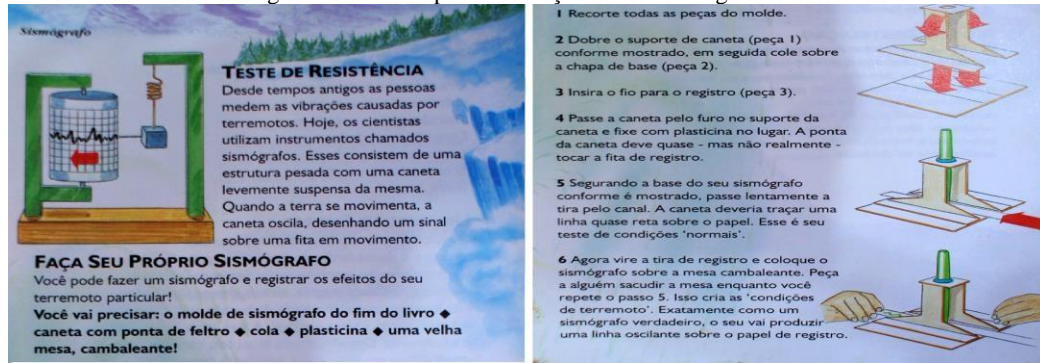 Sismógrafo
TESTE DE RESISTÊNCIA
Desde tempos antigos as pessoas
medem as vibrações causadas por
terremotos. Hoje, os cientistas
utilizam instrumentos chamados
sismógrafos. Esses consistem de uma
estrutura pesada com uma caneta
levemente suspensa da mesma.
Quando a terra se movimenta, a
caneta oscila, desenhando um sinal
sobre uma fita em movimento.
FAÇA SEU PRÓPRIO SISMÓGRAFO
Você pode fazer um sismógrafo e registrar os efeitos do seu
terremoto particular!
Você vai precisar: o molde de sismógrafo do fim do livro ◆
caneta com ponta de feltro ◆ cola ◆ plasticina ◆ uma velha
mesa, cambaleante!
1 Recorte todas as peças do molde.
2 Dobre o suporte de caneta (peça 1)
conforme mostrado, em seguida cole sobre
a chapa de base (peça 2).
3 Insira o fio para o registro (peça 3).
4 Passe a caneta pelo furo no suporte da
caneta e fixe com plasticina no lugar. A ponta
da caneta deve quase - mas não realmente -
tocar a fita de registro.
5 Segurando a base do seu sismógrafo
conforme é mostrado, passe lentamente a
tira pelo canal. A caneta deveria traçar uma
linha quase reta sobre o papel. Esse é seu
teste de condições 'normais'.
6 Agora vire a tira de registro e coloque o
sismógrafo sobre a mesa cambaleante. Peça
a alguém sacudir a mesa enquanto você
repete o passo 5. Isso cria as 'condições
de terremoto'. Exatamente como um
sismógrafo verdadeiro, o seu vai produzir
uma linha oscilante sobre o papel de registro.